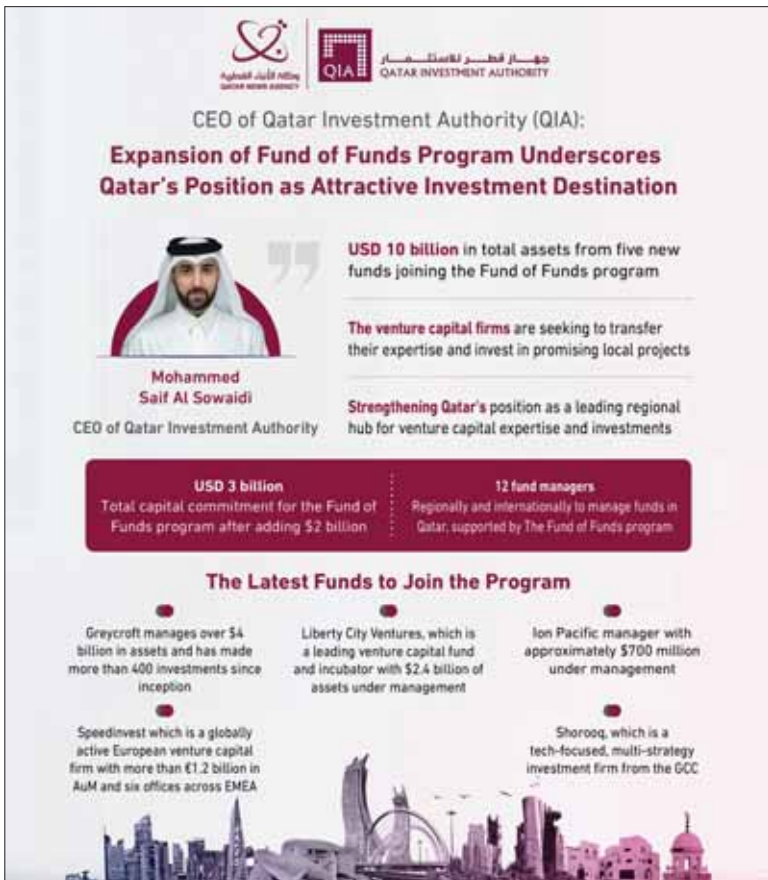 وكالة الأنباء القطرية
QATAR NEWS AGENCY
QIA
جهاز قطر للاستثمار
QATAR INVESTMENT AUTHORITY
CEO of Qatar Investment Authority (QIA):
Expansion of Fund of Funds Program Underscores
Qatar's Position as Attractive Investment Destination
Mohammed
Saif Al Sowaidi
CEO of Qatar Investment Authority
USD 10 billion in total assets from five new
funds joining the Fund of Funds program
The venture capital firms are seeking to transfer
their expertise and invest in promising local projects
Strengthening Qatar's position as a leading regional
hub for venture capital expertise and investments
USD 3 billion
Total capital commitment for the Fund of
Funds program after adding $2 billion
12 fund managers
Regionally and internationally to manage funds in
Qatar, supported by The Fund of Funds program
The Latest Funds to Join the Program
Greycroft manages over $4
billion in assets and has made
more than 400 investments since
inception
Liberty City Ventures, which is
a leading venture capital fund
and incubator with $2.4 billion of
assets under management
Ion Pacific manager with
approximately $700 million
under management
Speedinvest which is a globally
active European venture capital
firm with more than €1.2 billion in
AuM and six offices across EMEA
Shorooq, which is a
tech-focused, multi-strategy
investment firm from the GCC